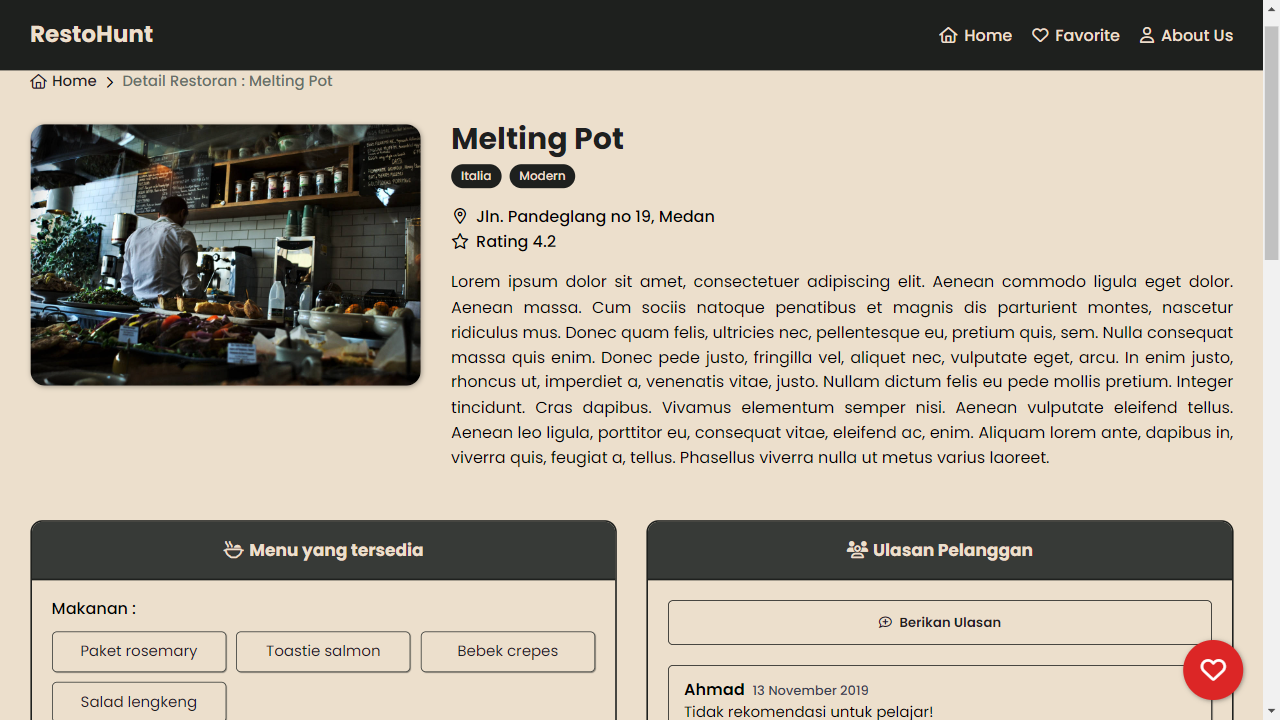 RestoHunt
Home
Favorite
About Us
Home
Detail Restoran : Melting Pot
Melting Pot
Italia
Modern
Jln. Pandeglang no 19, Medan
Rating 4.2
Lorem ipsum dolor sit amet, consectetuer adipiscing elit. Aenean commodo ligula eget dolor.
Aenean massa. Cum sociis natoque penatibus et magnis dis parturient montes, nascetur
ridiculus mus. Donec quam felis, ultricies nec, pellentesque eu, pretium quis, sem. Nulla consequat
massa quis enim. Donec pede justo, fringilla vel, aliquet nec, vulputate eget, arcu. In enim justo,
rhoncus ut, imperdiet a, venenatis vitae, justo. Nullam dictum felis eu pede mollis pretium. Integer
tincidunt. Cras dapibus. Vivamus elementum semper nisi. Aenean vulputate eleifend tellus.
Aenean leo ligula, porttitor eu, consequat vitae, eleifend ac, enim. Aliquam lorem ante, dapibus in,
viverra quis, feugiat a, tellus. Phasellus viverra nulla ut metus varius laoreet.
Menu yang tersedia
Makanan :
Paket rosemary
Toastie salmon
Bebek crepes
Salad lengkeng
Ulasan Pelanggan
Berikan Ulasan
Ahmad 13 November 2019
Tidak rekomendasi untuk pelajar!